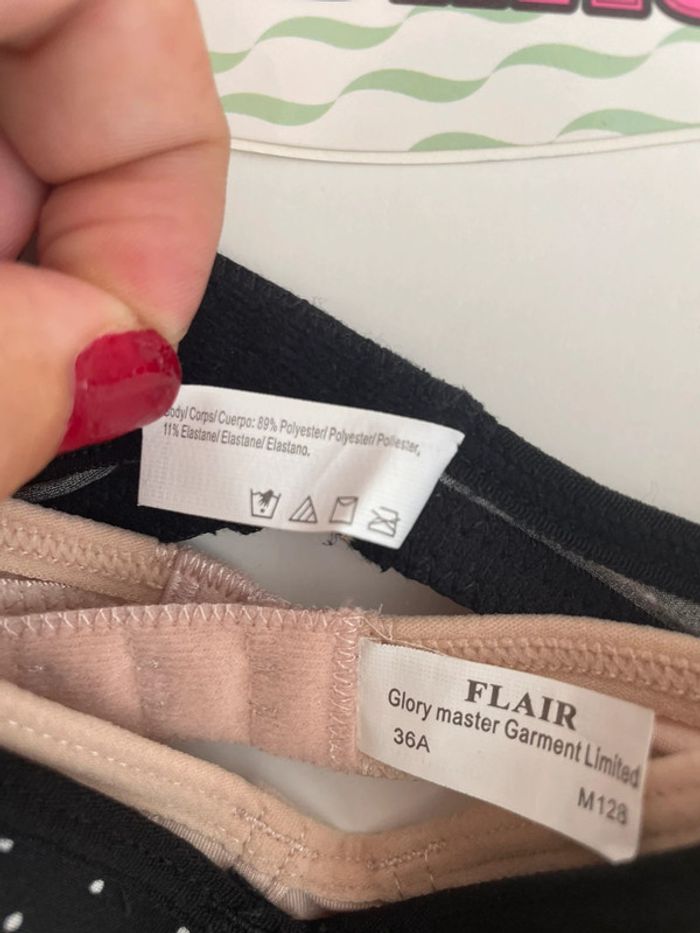 Body/ Corps/ Cuerpo: 89% Polyester/ Polyester/ Poliester,
11% Elastane/ Elastane/ Elastano,
FLAIR
Glory master Garment Limited
36A
M128